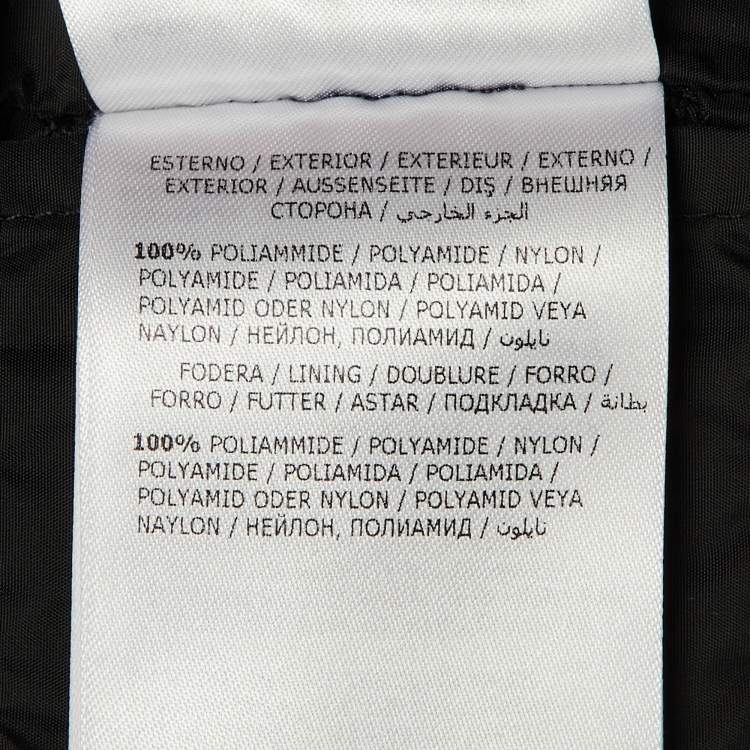 ESTERNO / EXTERIOR / EXTERIEUR / EXTERNO /
EXTERIOR / AUSSENSEITE / DIŞ / ВНЕШНЯЯ
СТОРОНА / الجزء الخارجي
100% POLIAMMIDE / POLYAMIDE / NYLON /
POLYAMIDE / POLIAMIDA / POLIAMIDA /
POLYAMID ODER NYLON / POLYAMID VEYA
NAYLON / НЕЙЛОН, ПОЛИАМИД / نايلون
FODERA / LINING / DOUBLURE / FORRO /
FORRO / FUTTER / ASTAR / ПОДКЛАДКА / بطانة
100% POLIAMMIDE / POLYAMIDE / NYLON /
POLYAMIDE / POLIAMIDA / POLIAMIDA /
POLYAMID ODER NYLON / POLYAMID VEYA
NAYLON / НЕЙЛОН, ПОЛИАМИД / نايلون